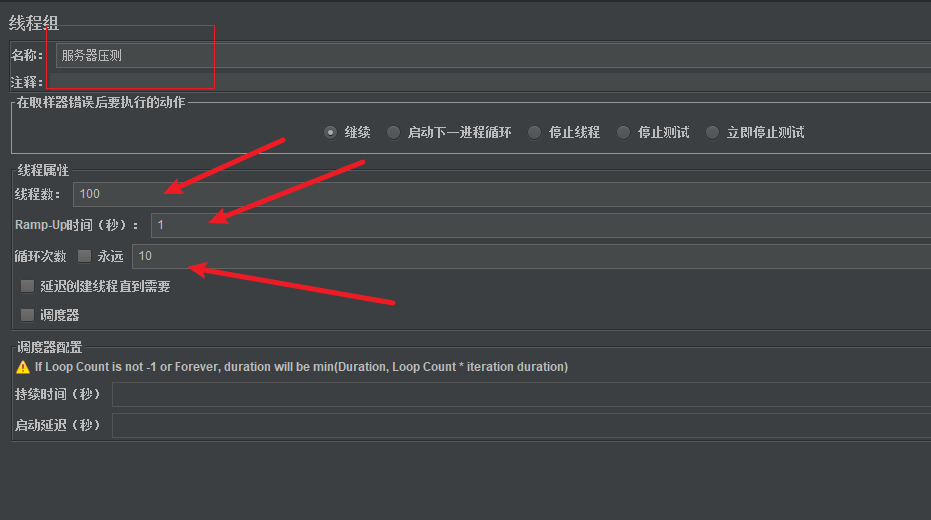 线程组
名称： 服务器压测
注释：
在取样器错误后要执行的动作
继续 启动下一进程循环 停止线程 停止测试 立即停止测试
线程属性
线程数： 100
Ramp-Up时间（秒）： 1
循环次数 永远 10
延迟创建线程直到需要
调度器
调度器配置
If Loop Count is not -1 or Forever, duration will be min(Duration, Loop Count * iteration duration)
持续时间（秒）
启动延迟（秒）